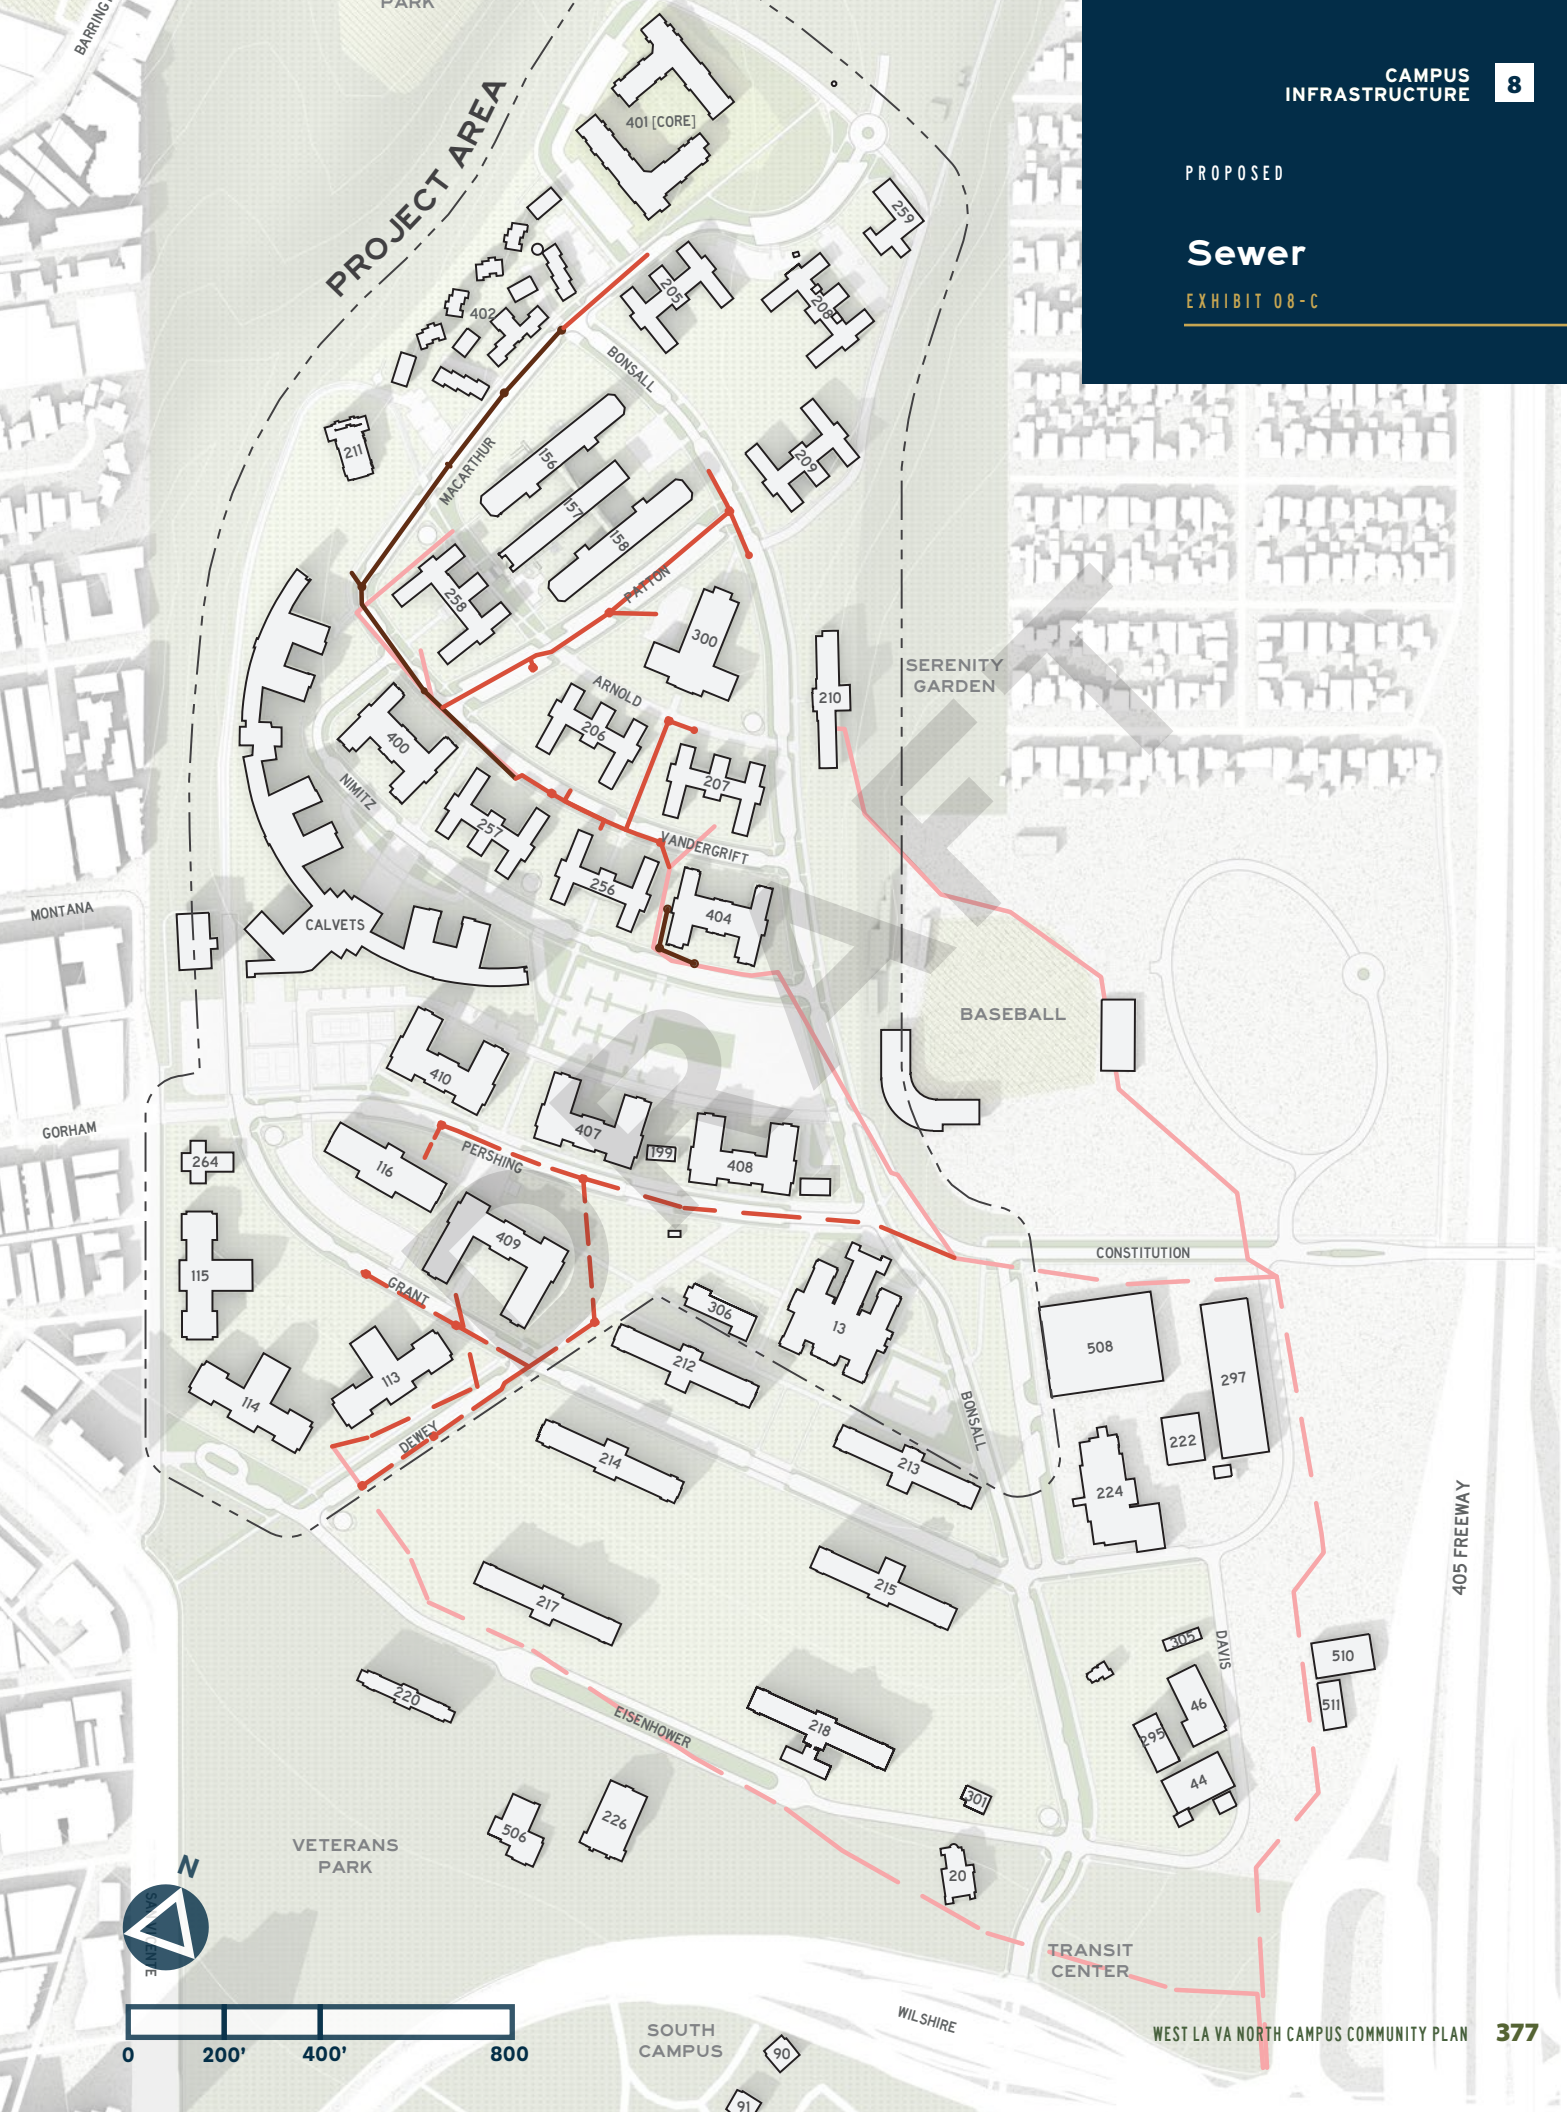 PARK
BARRING
CAMPUS
INFRASTRUCTURE 8
PROPOSED
Sewer
EXHIBIT 08-C
PROJECT AREA
401 [CORE]
259
205
208
402
BONSALL
211
MACARTHUR
156
157
158
209
258
PATTON
300
SERENITY
GARDEN
210
ARNOLD
206
400
207
NIMITZ
257
VANDERGRIFT
256
404
MONTANA
CALVETS
BASEBALL
410
407
199
408
GORHAM
264
116
PERSHING
409
CONSTITUTION
115
GRANT
306
13
508
297
212
113
114
DEWEY
BONSALL
222
214
213
224
405 FREEWAY
217
215
305
DAVIS
510
511
220
46
295
EISENHOWER
218
44
301
506
226
VETERANS
PARK
20
N
TRANSIT
CENTER
WILSHIRE
SOUTH
CAMPUS
90
91
0 200' 400' 800
WEST LA VA NORTH CAMPUS COMMUNITY PLAN 377
DRAFT